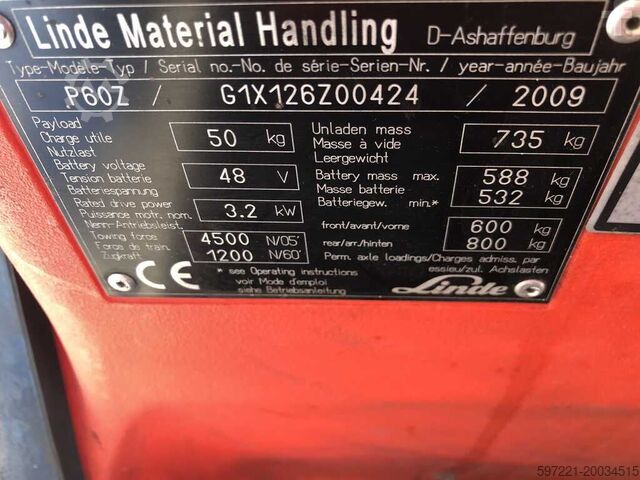 Linde Material Handling D-Ashaffenburg
Type-Modèle-Typ / Serial no.-No. de série-Serien-Nr. / year-année-Baujahr
P60Z / G1X126Z00424 / 2009
Payload
Charge utile 50 kg
Nutzlast
Unladen mass
Masse à vide 735 kg
Leergewicht
Battery voltage
Tension batterie 48 V
Batteriespannung
Battery mass max. 588 kg
Masse batterie
Batteriegew. min.* 532 kg
Rated drive power
Puissance motr. nom. 3.2 kW
Nenn-Antriebsleist.
front/avant/vorne 600 kg
rear/arr./hinten 800 kg
Towing force 4500 N/05'
Force de train.
Zugkraft 1200 N/60'
Perm. axle loadings/Charges admiss. par
essieu/zul. Achslasten
CE
* see Operating instructions
voir Mode d'emploi
siehe Betriebsanleitung
Linde
597221-20034515